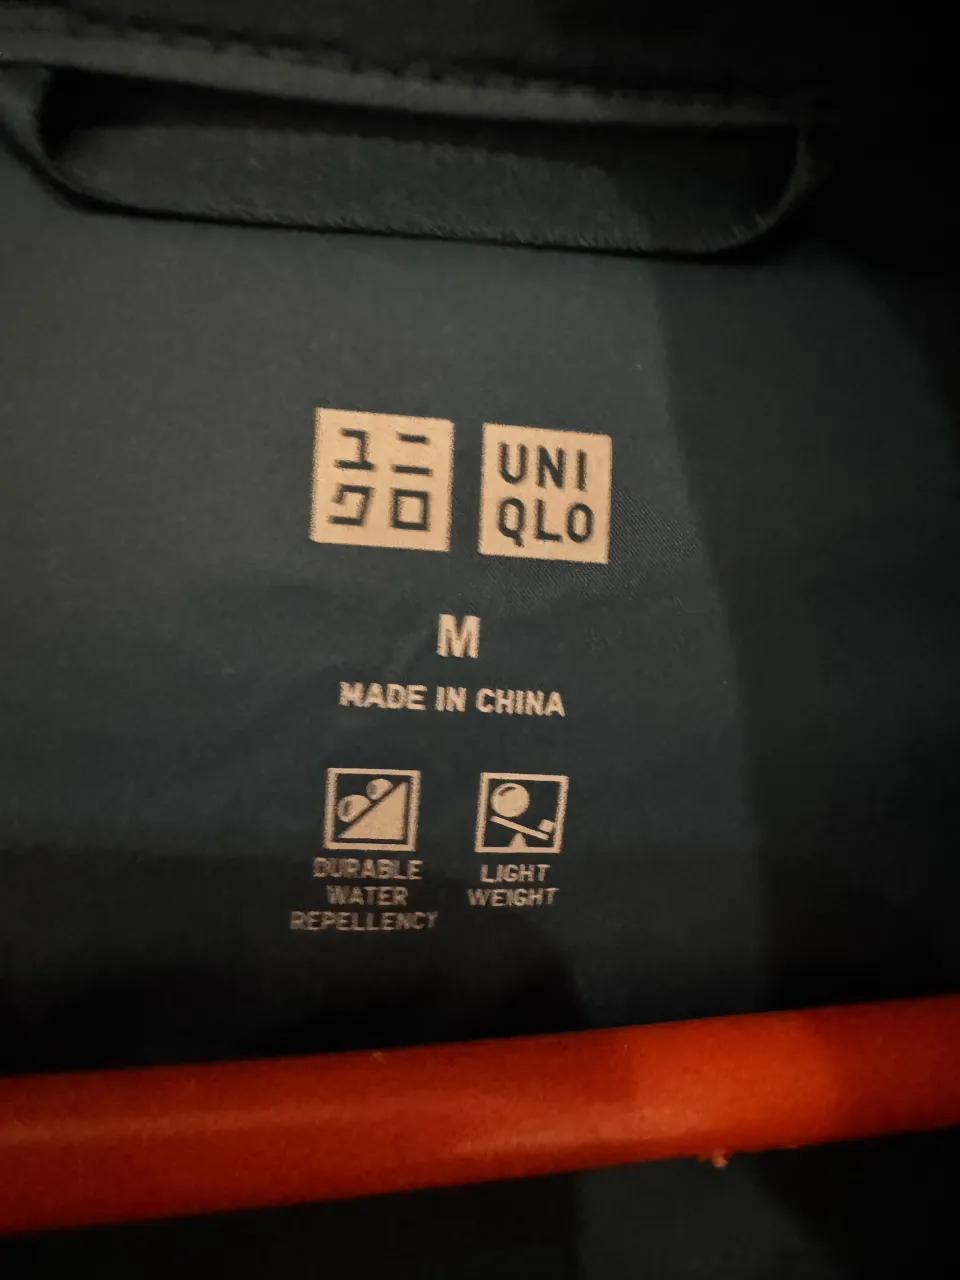 ユニ
クロ
UNI
QLO
M
MADE IN CHINA
DURABLE
WATER
REPELLENCY
LIGHT
WEIGHT